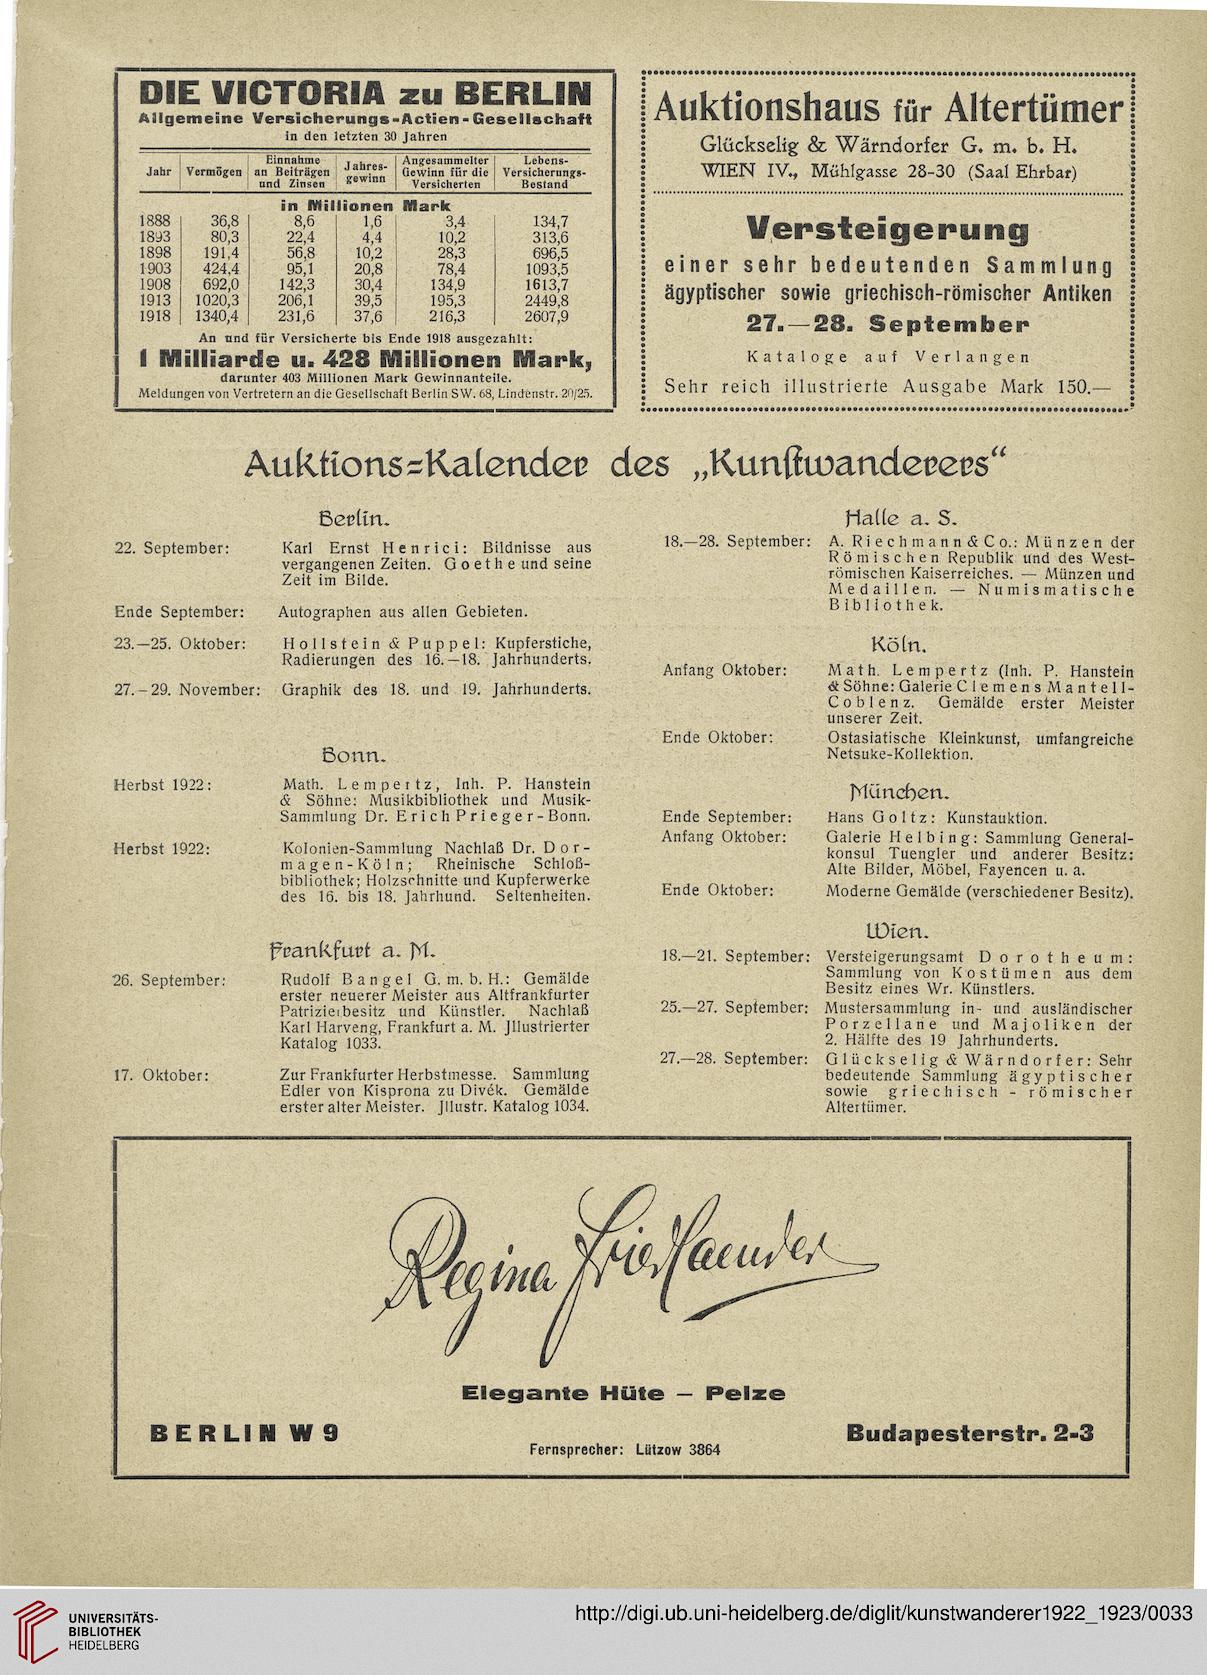 DIE VICTORIA zu BERLIN
Allgemeine Versicherungs-Actien-Gesellschaft
in den letzten 30 Jahren
Jahr Vermögen Einnahme an Beiträgen und Zinsen Jahres-gewinn Angesammelter Gewinn für die Versicherten Lebens-Versicherungs-Bestand
in Millionen Mark
1888 36,8 8,6 1,6 3,4 134,7
1893 80,3 22,4 4,4 10,2 313,6
1898 191,4 56,8 10,2 28,3 696,5
1903 424,4 95,1 20,8 78,4 1093,5
1908 692,0 142,3 30,4 134,9 1613,7
1913 1020,3 206,1 39,5 195,3 2449,8
1918 1340,4 231,6 37,6 216,3 2607,9
An und für Versicherte bis Ende 1918 ausgezahlt:
1 Milliarde u. 428 Millionen Mark,
darunter 403 Millionen Mark Gewinnanteile.
Meldungen von Vertretern an die Gesellschaft Berlin SW. 68, Lindenstr. 20/25.
Auktionshaus für Altertümer
Glückselig & Wärndorfer G. m. b. H.
WIEN IV., Mühlgasse 28-30 (Saal Ehrbar)
Versteigerung
einer sehr bedeutenden Sammlung
ägyptischer sowie griechisch-römischer Antiken
27.—28. September
Kataloge auf Verlangen
Sehr reich illustrierte Ausgabe Mark 150.—
Auktions-Kalender des „Kunstwanderers“
Berlin.
22. September: Karl Ernst Henrici: Bildnisse aus
vergangenen Zeiten. Goethe und seine
Zeit im Bilde.
Ende September: Autographen aus allen Gebieten.
23.—25. Oktober: Hollstein & Puppel: Kupferstiche,
Radierungen des 16.—18. Jahrhunderts.
27.-29. November: Graphik des 18. und 19. Jahrhunderts.
Bonn.
Herbst 1922: Math. Lempertz, Inh. P. Hanstein
& Söhne: Musikbibliothek und Musik-
Sammlung Dr. Erich Prieger-Bonn.
Herbst 1922: Kolonien-Sammlung Nachlaß Dr. Dor-
magen-Köln; Rheinische Schloß-
bibliothek; Holzschnitte und Kupferwerke
des 16. bis 18. Jahrhund. Seltenheiten.
Frankfurt a. M.
26. September: Rudolf Bangel G. m. b. H.: Gemälde
erster neuerer Meister aus Altfrankfurter
Patrizierbesitz und Künstler. Nachlaß
Karl Harveng, Frankfurt a. M. Jllustrierter
Katalog 1033.
17. Oktober: Zur Frankfurter Herbstmesse. Sammlung
Edler von Kisprona zu Divék. Gemälde
erster alter Meister. Jllustr. Katalog 1034.
Halle a. S.
18.—28. September: A. Riechmann & Co.: Münzen der
Römischen Republik und des West-
römischen Kaiserreiches. — Münzen und
Medaillen. — Numismatische
Bibliothek.
Köln.
Anfang Oktober: Math. Lempertz (Inh. P. Hanstein
& Söhne: Galerie Clemens Mantell-
Coblenz. Gemälde erster Meister
unserer Zeit.
Ende Oktober: Ostasiatische Kleinkunst, umfangreiche
Netsuke-Kollektion.
München.
Ende September: Hans Goltz: Kunstauktion.
Anfang Oktober: Galerie Helbing: Sammlung General-
konsul Tuengler und anderer Besitz:
Alte Bilder, Möbel, Fayencen u. a.
Ende Oktober: Moderne Gemälde (verschiedener Besitz).
Wien.
18.—21. September: Versteigerungsamt Dorotheum:
Sammlung von Kostümen aus dem
Besitz eines Wr. Künstlers.
25.—27. September: Mustersammlung in- und ausländischer
Porzellane und Majoliken der
2. Hälfte des 19 Jahrhunderts.
27.—28. September: Glückselig & Wärndorfer: Sehr
bedeutende Sammlung ägyptischer
sowie griechisch-römischer
Altertümer.
Regina Friedlaender
Elegante Hüte — Pelze
BERLIN W 9
Budapesterstr. 2-3
Fernsprecher: Lützow 3864
UNIVERSITÄTS-
BIBLIOTHEK
HEIDELBERG
http://digi.ub.uni-heidelberg.de/diglit/kunstwanderer1922_1923/0033